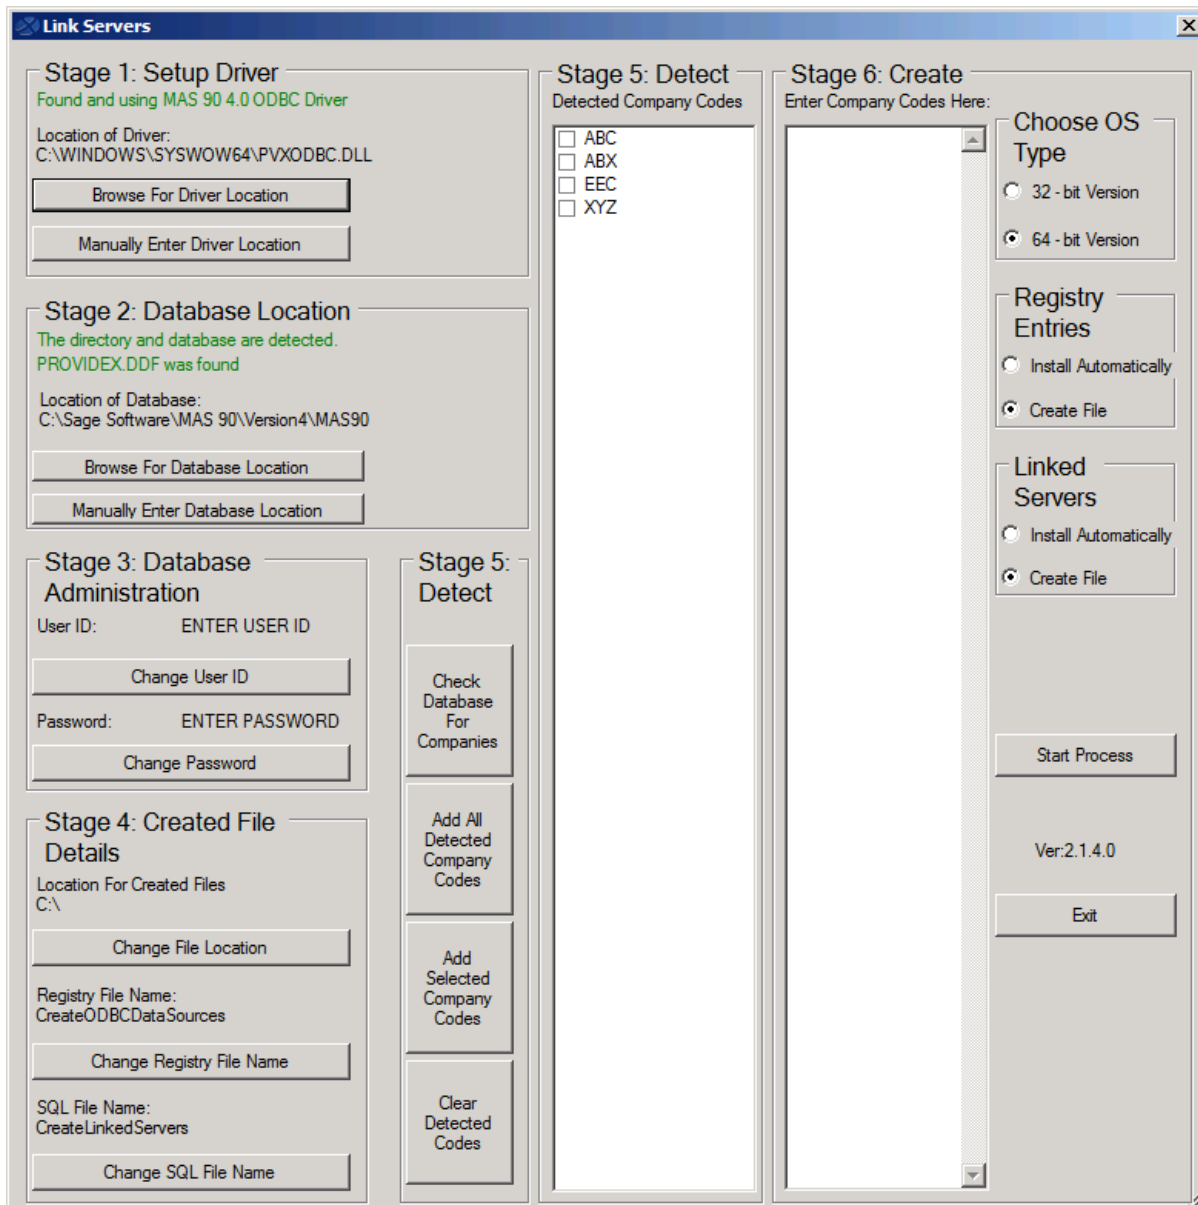 Link Servers
Stage 1: Setup Driver
Found and using MAS 90 4.0 ODBC Driver
Location of Driver:
C:\WINDOWS\SYSWOW64\PVXODBC.DLL
Browse For Driver Location
Manually Enter Driver Location
Stage 2: Database Location
The directory and database are detected.
PROVIDEX.DDF was found
Location of Database:
C:\Sage Software\MAS 90\Version4\MAS90
Browse For Database Location
Manually Enter Database Location
Stage 3: Database
Administration
User ID: ENTER USER ID
Change User ID
Password: ENTER PASSWORD
Change Password
Stage 4: Created File
Details
Location For Created Files
C:\
Change File Location
Registry File Name:
CreateODBCDataSources
Change Registry File Name
SQL File Name:
CreateLinkedServers
Change SQL File Name
Stage 5:
Detect
Check
Database
For
Companies
Add All
Detected
Company
Codes
Add
Selected
Company
Codes
Clear
Detected
Codes
Stage 5: Detect
Detected Company Codes
ABC
ABX
EEC
XYZ
Stage 6: Create
Enter Company Codes Here:
Choose OS
Type
32 - bit Version
64 - bit Version
Registry
Entries
Install Automatically
Create File
Linked
Servers
Install Automatically
Create File
Start Process
Ver:2.1.4.0
Exit